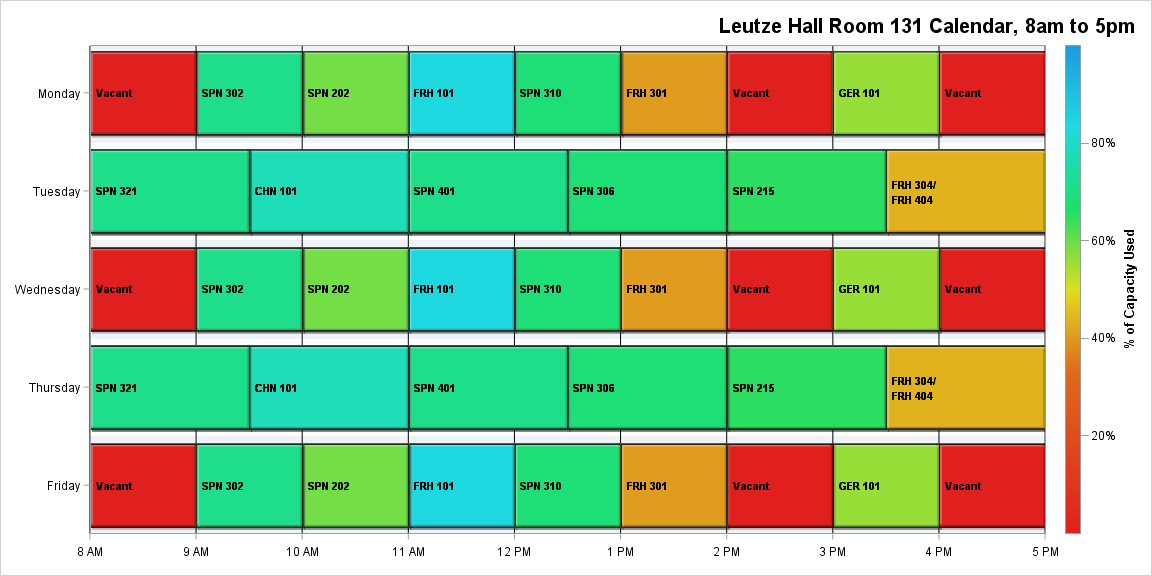 Leutze Hall Room 131 Calendar, 8am to 5pm
Monday
Vacant
SPN 302
SPN 202
FRH 101
SPN 310
FRH 301
Vacant
GER 101
Vacant
Tuesday
SPN 321
CHN 101
SPN 401
SPN 306
SPN 215
FRH 304/
FRH 404
Wednesday
Vacant
SPN 302
SPN 202
FRH 101
SPN 310
FRH 301
Vacant
GER 101
Vacant
Thursday
SPN 321
CHN 101
SPN 401
SPN 306
SPN 215
FRH 304/
FRH 404
Friday
Vacant
SPN 302
SPN 202
FRH 101
SPN 310
FRH 301
Vacant
GER 101
Vacant
8 AM
9 AM
10 AM
11 AM
12 PM
1 PM
2 PM
3 PM
4 PM
5 PM
80%
60%
40%
20%
% of Capacity Used